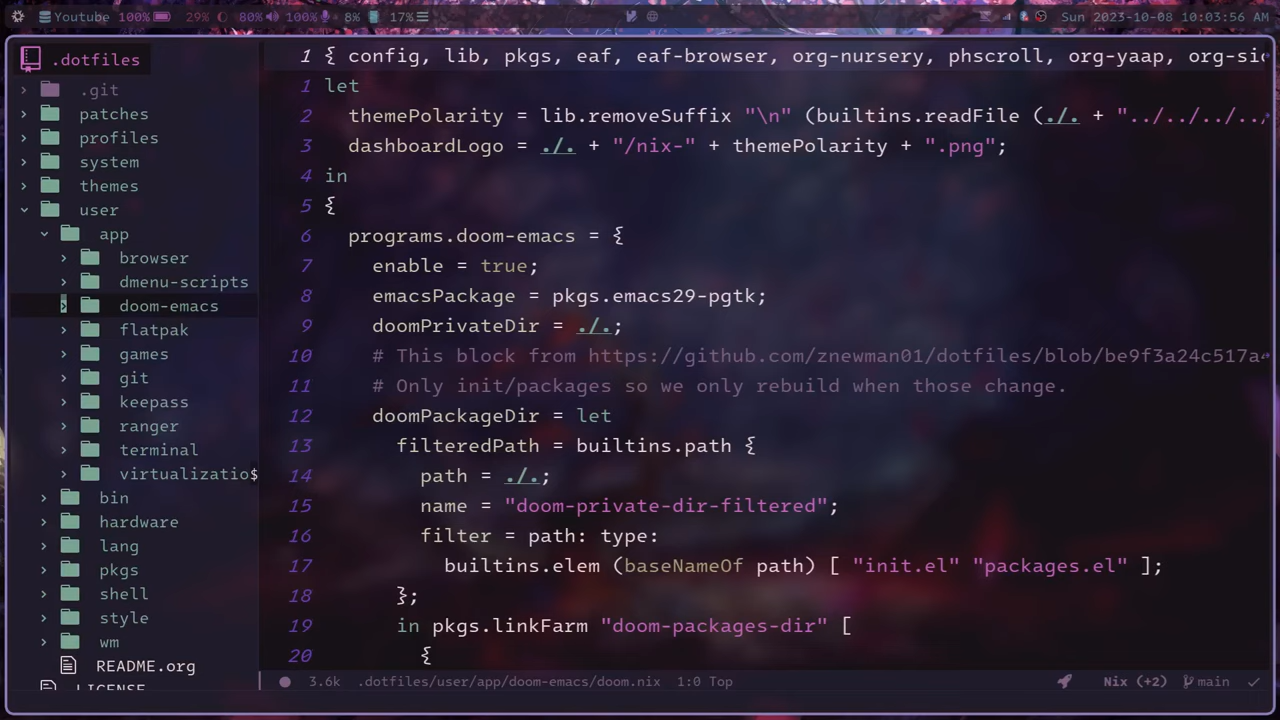 Youtube 100% 29% 80% 100% 8% 17% Sun 2023-10-08 10:03:56 AM
.dotfiles
.git
patches
profiles
system
themes
user
app
browser
dmenu-scripts
doom-emacs
flatpak
games
git
keepass
ranger
terminal
virtualizatio$
bin
hardware
lang
pkgs
shell
style
wm
README.org
LICENSE
1 { config, lib, pkgs, eaf, eaf-browser, org-nursery, phscroll, org-yaap, org-sid
1 let
2 themePolarity = lib.removeSuffix "\n" (builtins.readFile (./. + "../../../..
3 dashboardLogo = ./. + "/nix-" + themePolarity + ".png";
4 in
5 {
6 programs.doom-emacs = {
7 enable = true;
8 emacsPackage = pkgs.emacs29-pgtk;
9 doomPrivateDir = ./.;
10 # This block from https://github.com/znewman01/dotfiles/blob/be9f3a24c517a
11 # Only init/packages so we only rebuild when those change.
12 doomPackageDir = let
13 filteredPath = builtins.path {
14 path = ./.;
15 name = "doom-private-dir-filtered";
16 filter = path: type:
17 builtins.elem (baseNameOf path) [ "init.el" "packages.el" ];
18 };
19 in pkgs.linkFarm "doom-packages-dir" [
20 {
3.6k .dotfiles/user/app/doom-emacs/doom.nix 1:0 Top Nix (+2) main